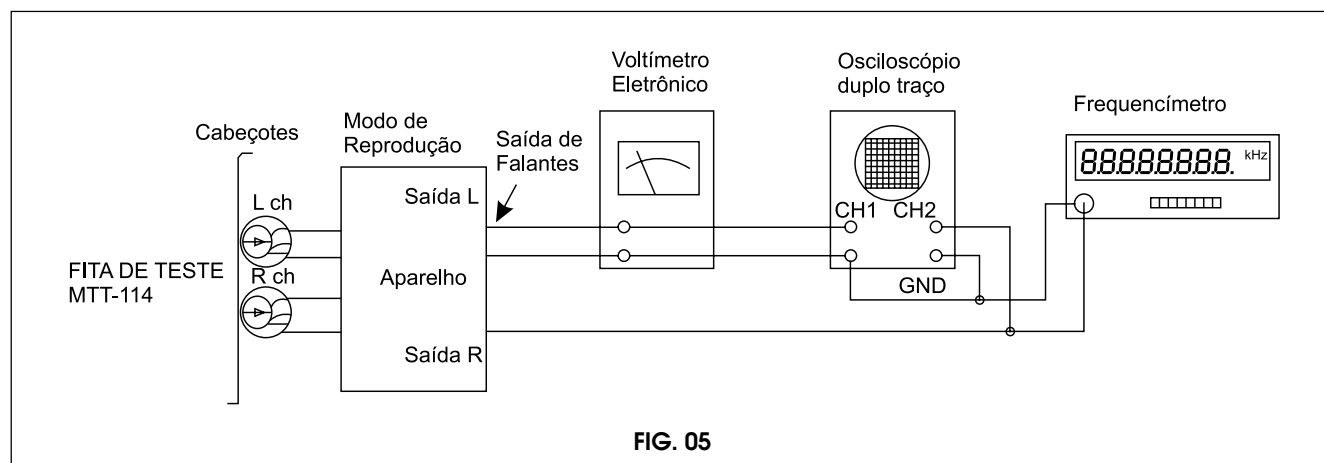 Voltímetro
Eletrônico
Osciloscópio
duplo traço
Frequencímetro
Cabeçotes
Modo de
Reprodução
Saída de
Falantes
8.8.8.8.8.8.8.8. kHz
L ch
Saída L
CH1 CH2
FITA DE TESTE
MTT-114
R ch
Aparelho
GND
Saída R
FIG. 05